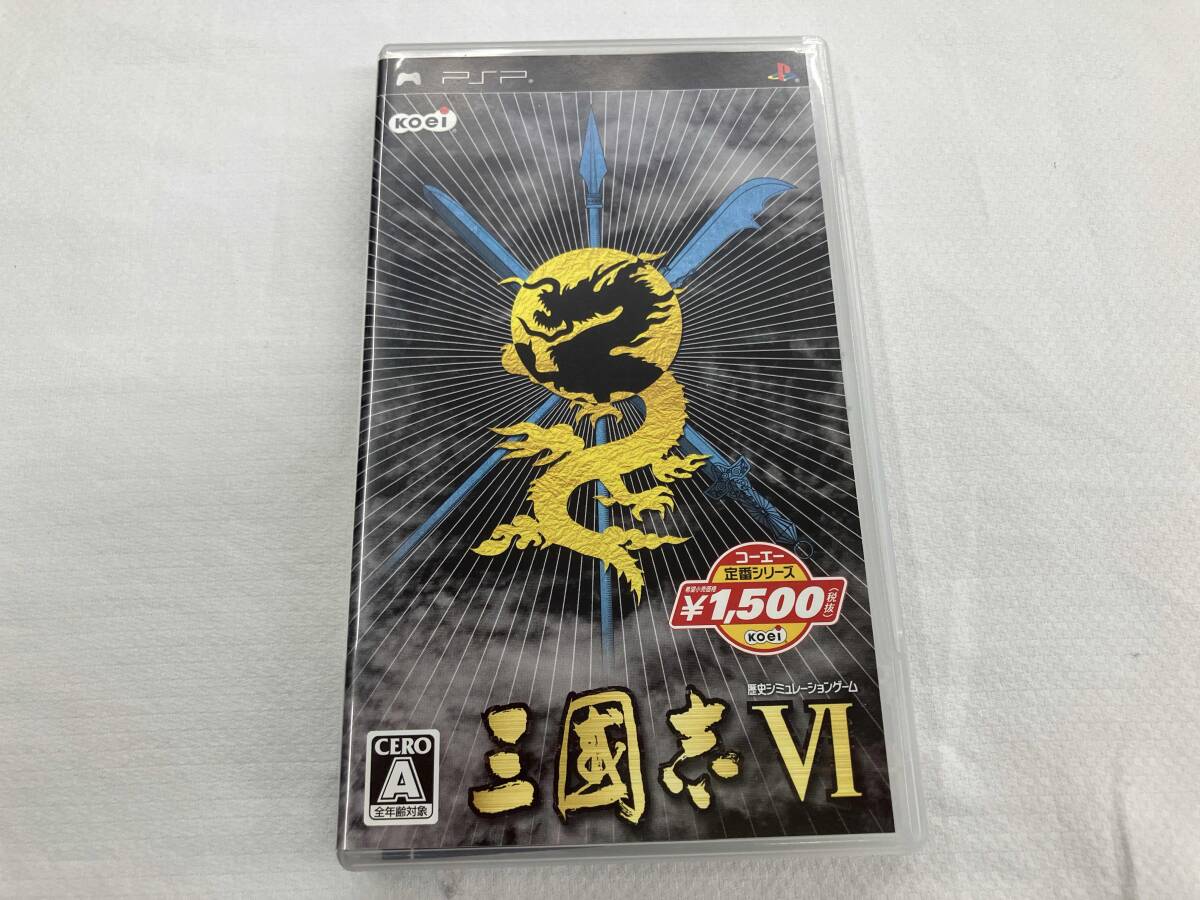 PSP
KOEI
コーエー
定番シリーズ
希望小売価格
¥1,500
(税抜)
KOEI
歴史シミュレーションゲーム
三國志 VI
CERO
A
全年齢対象